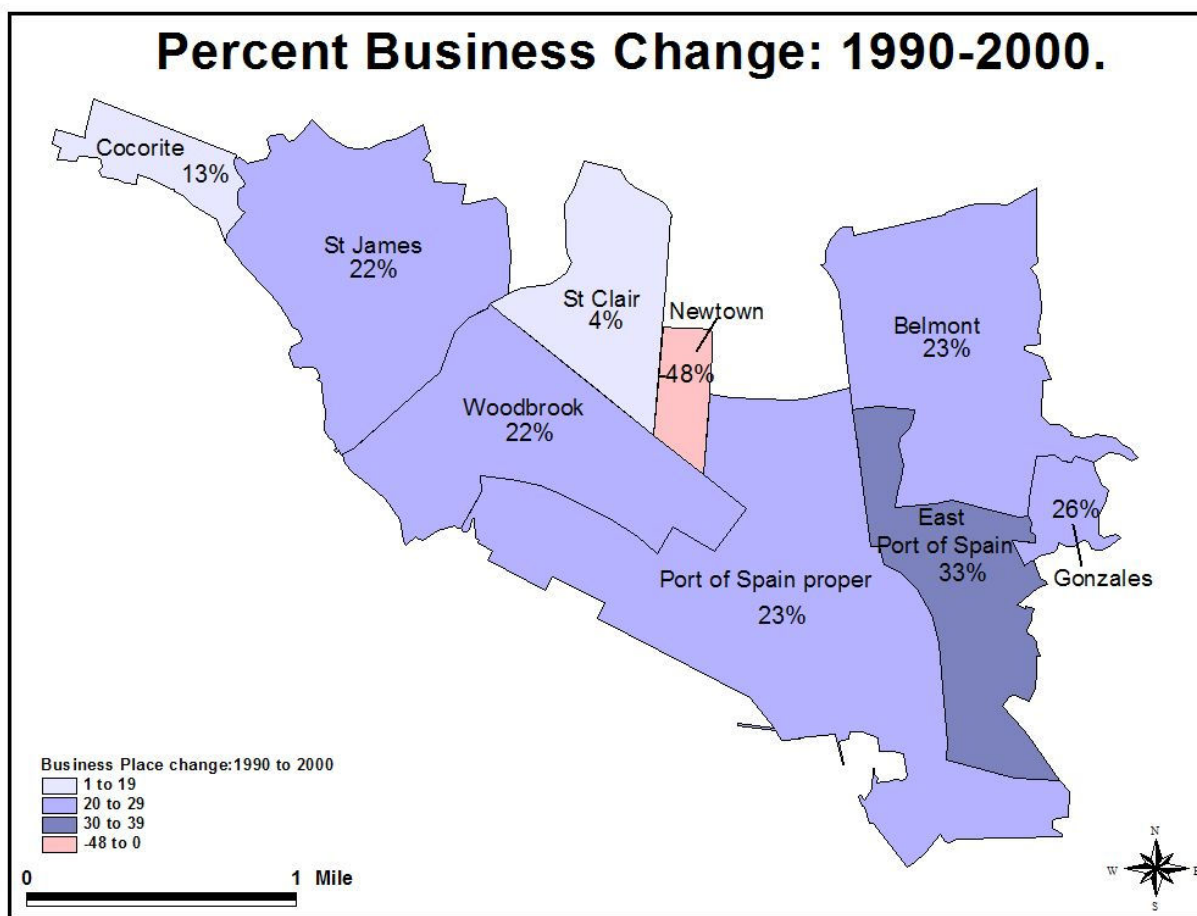 Percent Business Change: 1990-2000.
Cocorite
13%
St James
22%
St Clair
4%
Newtown
-48%
Belmont
23%
Woodbrook
22%
East
Port of Spain
33%
26%
Gonzales
Port of Spain proper
23%
Business Place change:1990 to 2000
1 to 19
20 to 29
30 to 39
-48 to 0
0 1 Mile
N
W E
S